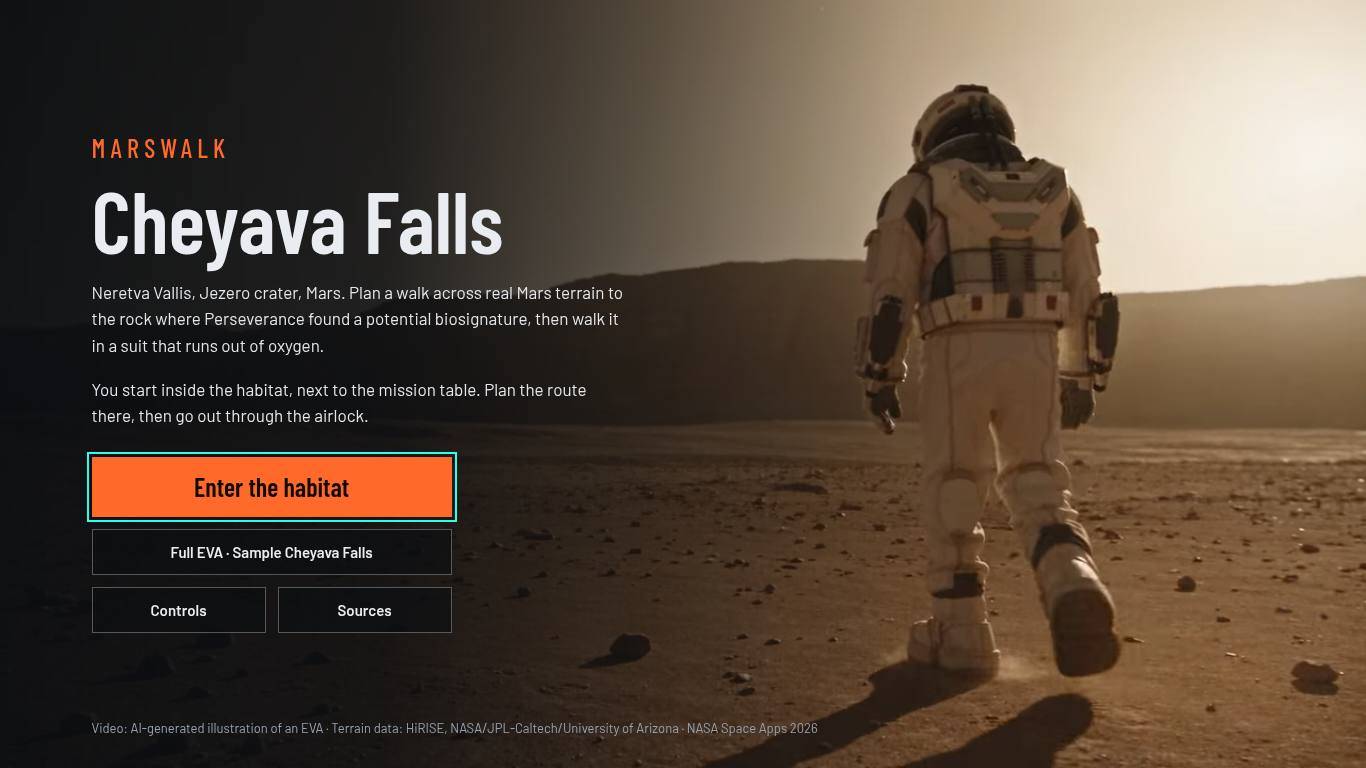 MARSWALK
Cheyava Falls
Neretva Vallis, Jezero crater, Mars. Plan a walk across real Mars terrain to
the rock where Perseverance found a potential biosignature, then walk it
in a suit that runs out of oxygen.
You start inside the habitat, next to the mission table. Plan the route
there, then go out through the airlock.
Enter the habitat
Full EVA · Sample Cheyava Falls
Controls
Sources
Video: AI-generated illustration of an EVA · Terrain data: HiRISE, NASA/JPL-Caltech/University of Arizona · NASA Space Apps 2026